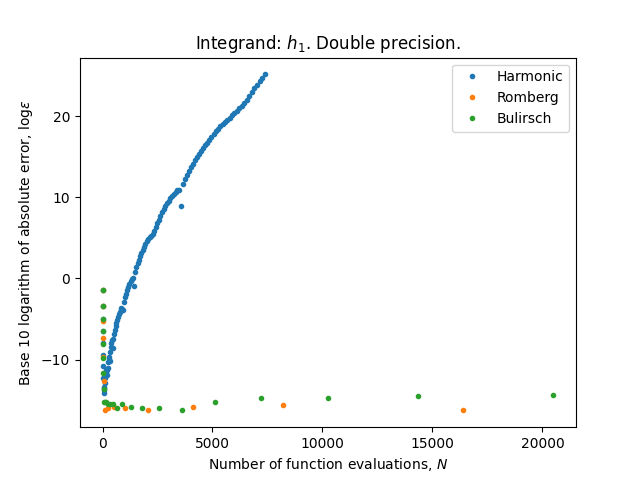 Integrand: h₁. Double precision.
Base 10 logarithm of absolute error, logε
20
10
0
−10
Harmonic
Romberg
Bulirsch
0 5000 10000 15000 20000
Number of function evaluations, N